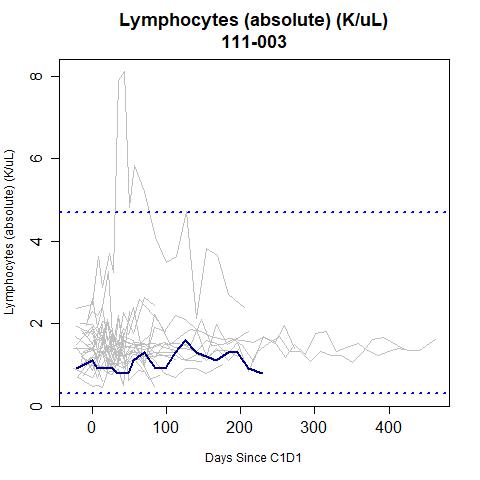 Lymphocytes (absolute) (K/uL)
111-003
Lymphocytes (absolute) (K/uL)
8
6
4
2
0
0 100 200 300 400
Days Since C1D1